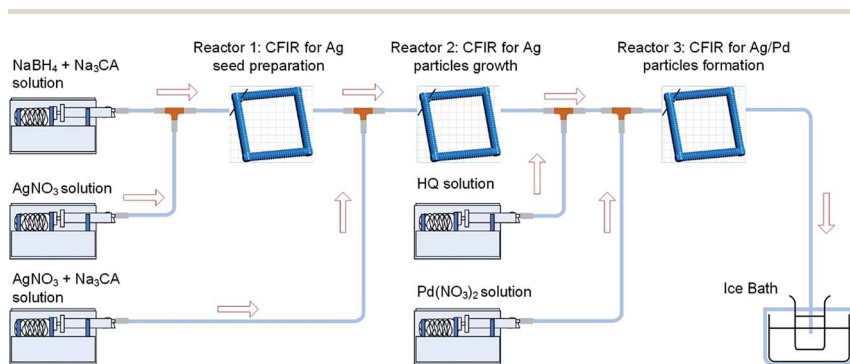 NaBH₄ + Na₃CA
solution
Reactor 1: CFIR for Ag
seed preparation
Reactor 2: CFIR for Ag
particles growth
Reactor 3: CFIR for Ag/Pd
particles formation
AgNO₃ solution
HQ solution
AgNO₃ + Na₃CA
solution
Pd(NO₃)₂ solution
Ice Bath